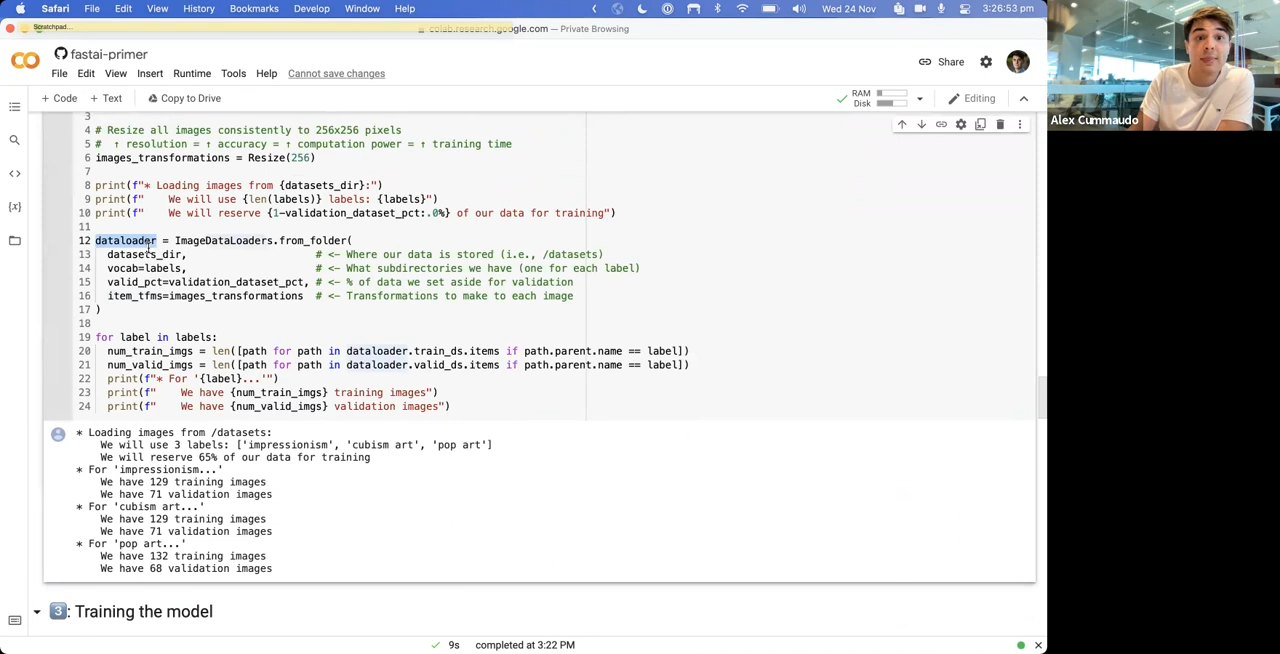 Safari File Edit View History Bookmarks Develop Window Help Wed 24 Nov 3:26:53 pm
Scratchpad...
colab.research.google.com — Private Browsing
fastai-primer
File Edit View Insert Runtime Tools Help Cannot save changes
Share
+ Code + Text Copy to Drive
RAM
Disk
Editing
Alex Cummaudo
3
4 # Resize all images consistently to 256x256 pixels
5 # ↑ resolution = ↑ accuracy = ↑ computation power = ↑ training time
6 images_transformations = Resize(256)
7
8 print(f"* Loading images from {datasets_dir}:")
9 print(f" We will use {len(labels)} labels: {labels}")
10 print(f" We will reserve {1-validation_dataset_pct:.0%} of our data for training")
11
12 dataloader = ImageDataLoaders.from_folder(
13 datasets_dir, # <- Where our data is stored (i.e., /datasets)
14 vocab=labels, # <- What subdirectories we have (one for each label)
15 valid_pct=validation_dataset_pct, # <- % of data we set aside for validation
16 item_tfms=images_transformations # <- Transformations to make to each image
17 )
18
19 for label in labels:
20 num_train_imgs = len([path for path in dataloader.train_ds.items if path.parent.name == label])
21 num_valid_imgs = len([path for path in dataloader.valid_ds.items if path.parent.name == label])
22 print(f"* For '{label}...'")
23 print(f" We have {num_train_imgs} training images")
24 print(f" We have {num_valid_imgs} validation images")
* Loading images from /datasets:
We will use 3 labels: ['impressionism', 'cubism art', 'pop art']
We will reserve 65% of our data for training
* For 'impressionism...'
We have 129 training images
We have 71 validation images
* For 'cubism art...'
We have 129 training images
We have 71 validation images
* For 'pop art...'
We have 132 training images
We have 68 validation images
3: Training the model
9s completed at 3:22 PM